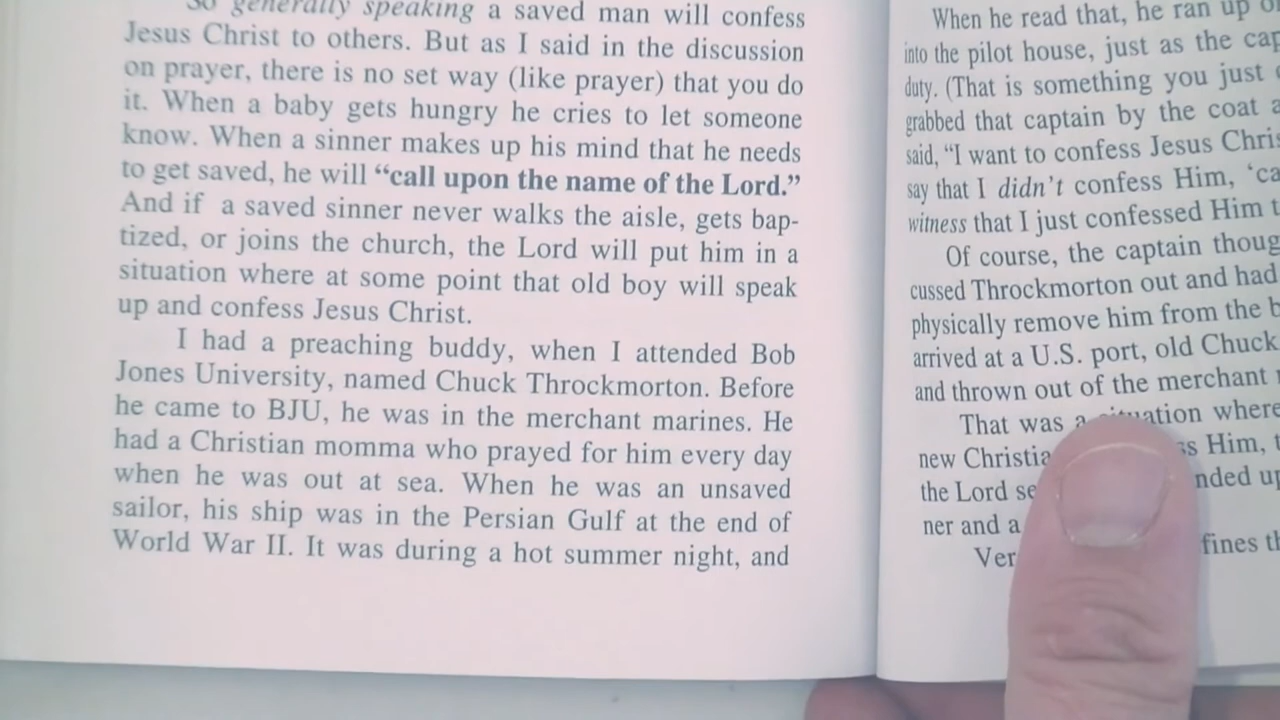 So generally speaking a saved man will confess
Jesus Christ to others. But as I said in the discussion
on prayer, there is no set way (like prayer) that you do
it. When a baby gets hungry he cries to let someone
know. When a sinner makes up his mind that he needs
to get saved, he will “call upon the name of the Lord.”
And if a saved sinner never walks the aisle, gets bap-
tized, or joins the church, the Lord will put him in a
situation where at some point that old boy will speak
up and confess Jesus Christ.
I had a preaching buddy, when I attended Bob
Jones University, named Chuck Throckmorton. Before
he came to BJU, he was in the merchant marines. He
had a Christian momma who prayed for him every day
when he was out at sea. When he was an unsaved
sailor, his ship was in the Persian Gulf at the end of
World War II. It was during a hot summer night, and
When he read that, he ran up
into the pilot house, just as the
duty. (That is something you just
grabbed that captain by the coat
said, “I want to confess Jesus
say that I didn’t confess Him,
witness that I just confessed Him
Of course, the captain
cussed Throckmorton out and had
physically remove him from the
arrived at a U.S. port, old Chuck
and thrown out of the merchant
That was a situation where
new Him,
the Lord
ner and a